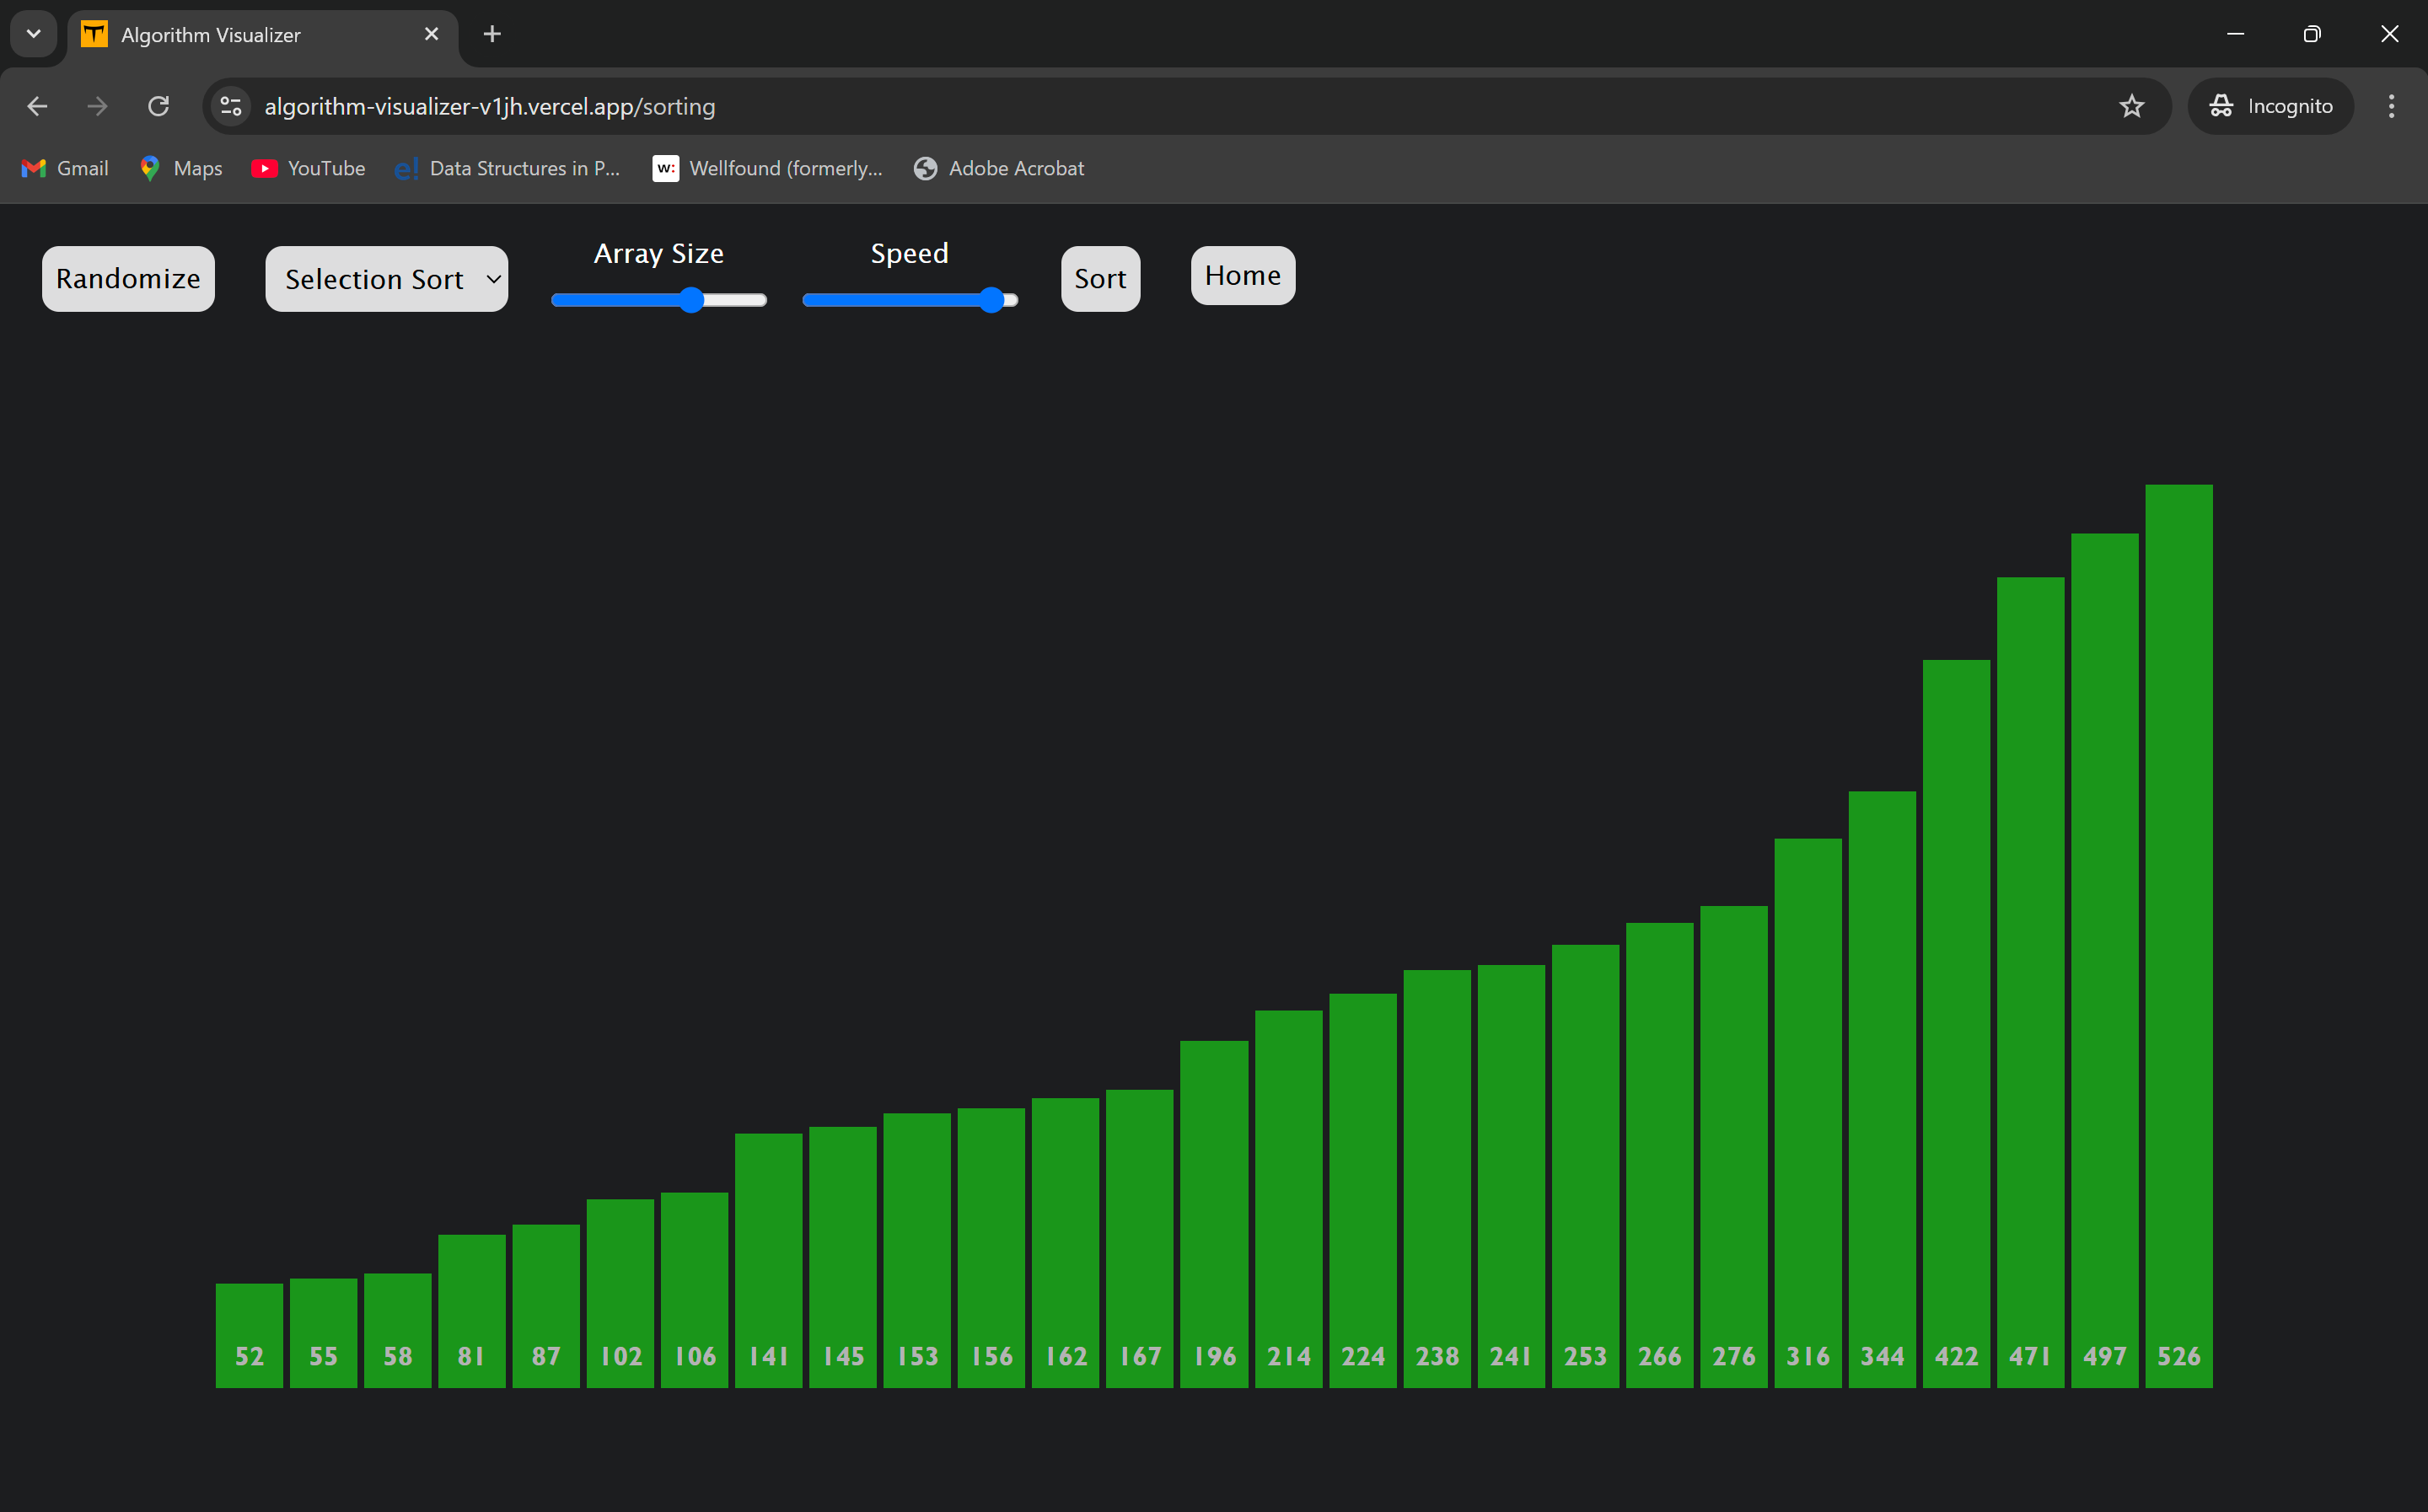 Algorithm Visualizer
algorithm-visualizer-v1jh.vercel.app/sorting
Incognito
Gmail Maps YouTube e! Data Structures in P... w: Wellfound (formerly... Adobe Acrobat
Randomize Selection Sort Array Size Speed Sort Home
52 55 58 81 87 102 106 141 145 153 156 162 167 196 214 224 238 241 253 266 276 316 344 422 471 497 526